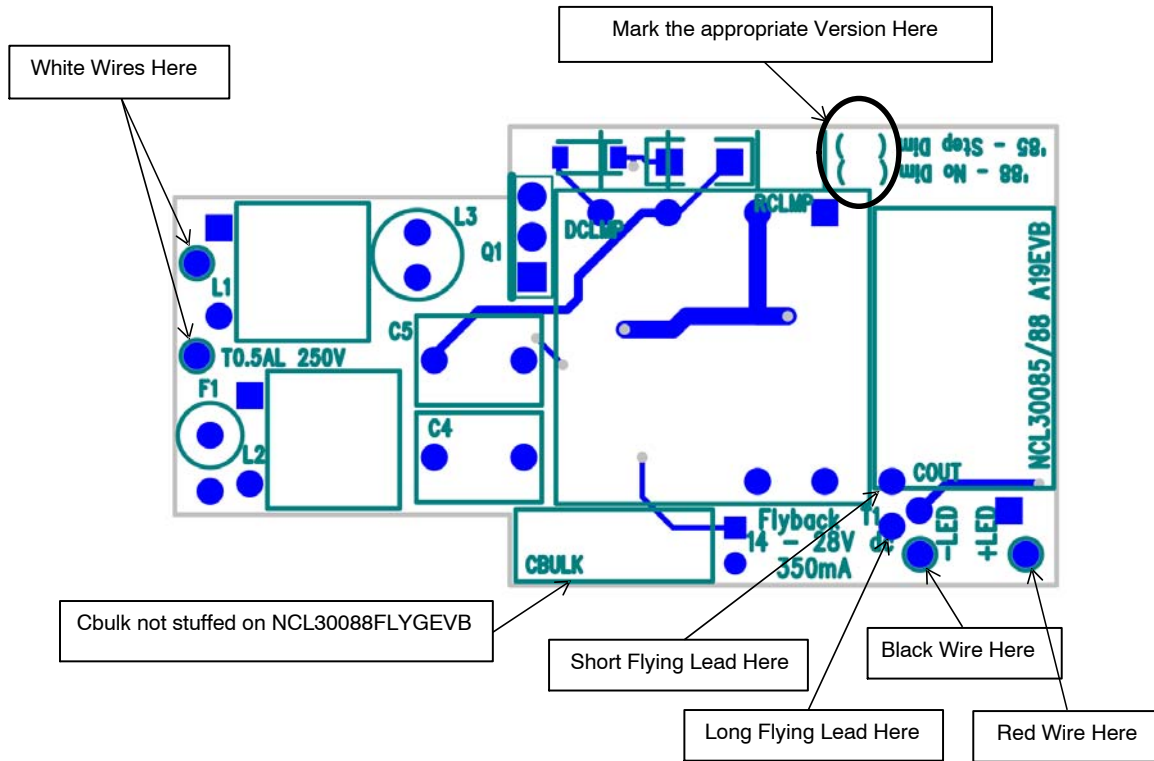 Mark the appropriate Version Here
White Wires Here
( ) '85 - Step Dim
( ) '88 - No Dim
L3
RCLMP
DCLMP
Q1
L1
C5
T0.5AL 250V
F1
C4
L2
NCL30085/88 A19EVB
COUT
Flyback T1
14 - 28V dc
350mA
-LED
+LED
CBULK
Cbulk not stuffed on NCL30088FLYGEVB
Short Flying Lead Here
Black Wire Here
Long Flying Lead Here
Red Wire Here